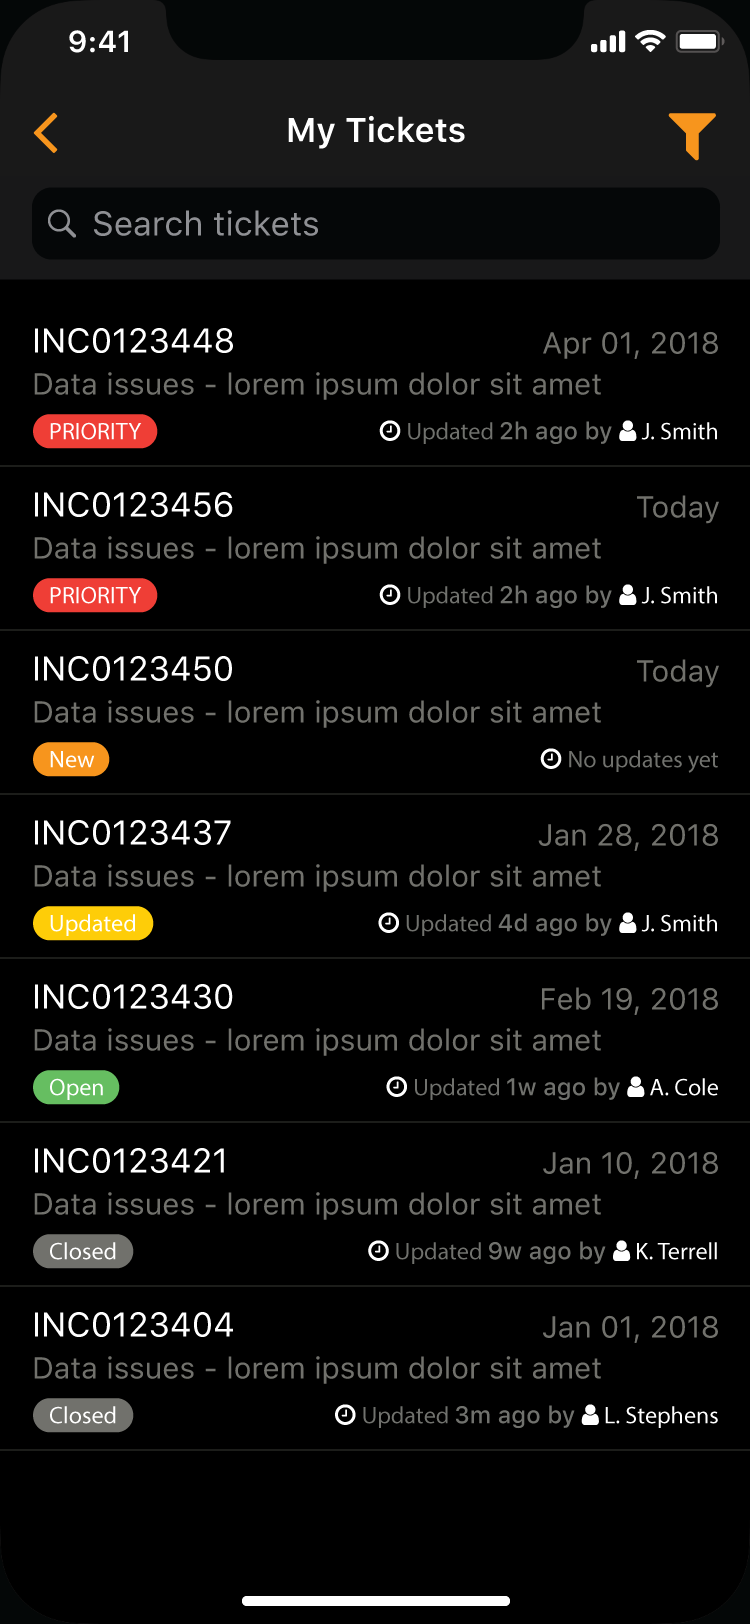 9:41
My Tickets
Search tickets
INC0123448 Apr 01, 2018
Data issues - lorem ipsum dolor sit amet
PRIORITY Updated 2h ago by J. Smith
INC0123456 Today
Data issues - lorem ipsum dolor sit amet
PRIORITY Updated 2h ago by J. Smith
INC0123450 Today
Data issues - lorem ipsum dolor sit amet
New No updates yet
INC0123437 Jan 28, 2018
Data issues - lorem ipsum dolor sit amet
Updated Updated 4d ago by J. Smith
INC0123430 Feb 19, 2018
Data issues - lorem ipsum dolor sit amet
Open Updated 1w ago by A. Cole
INC0123421 Jan 10, 2018
Data issues - lorem ipsum dolor sit amet
Closed Updated 9w ago by K. Terrell
INC0123404 Jan 01, 2018
Data issues - lorem ipsum dolor sit amet
Closed Updated 3m ago by L. Stephens